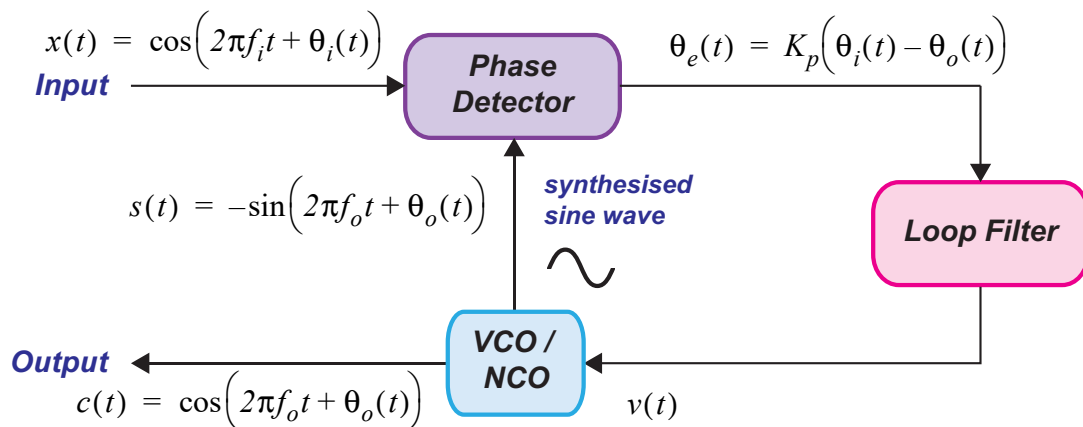 x(t) = cos(2πf_i t + θ_i(t))
Input
Phase
Detector
θ_e(t) = K_p(θ_i(t) – θ_o(t))
s(t) = –sin(2πf_o t + θ_o(t))
synthesised
sine wave
Loop Filter
VCO /
NCO
Output
c(t) = cos(2πf_o t + θ_o(t))
v(t)